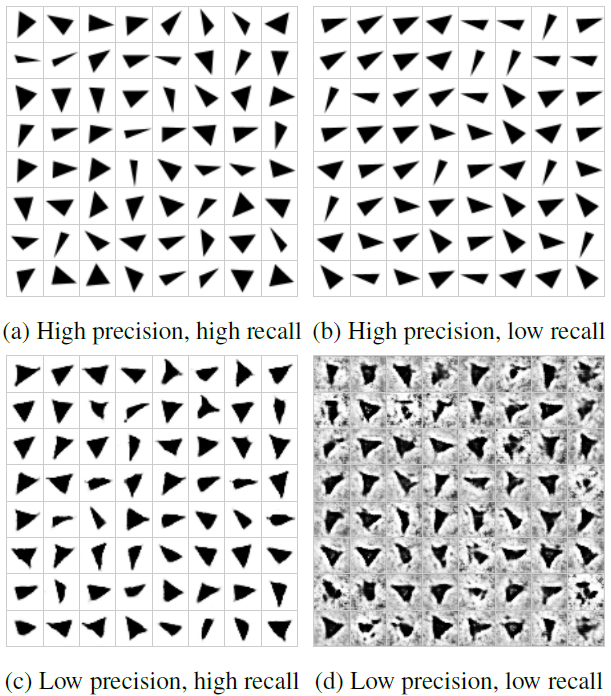 (a) High precision, high recall
(b) High precision, low recall
(c) Low precision, high recall
(d) Low precision, low recall